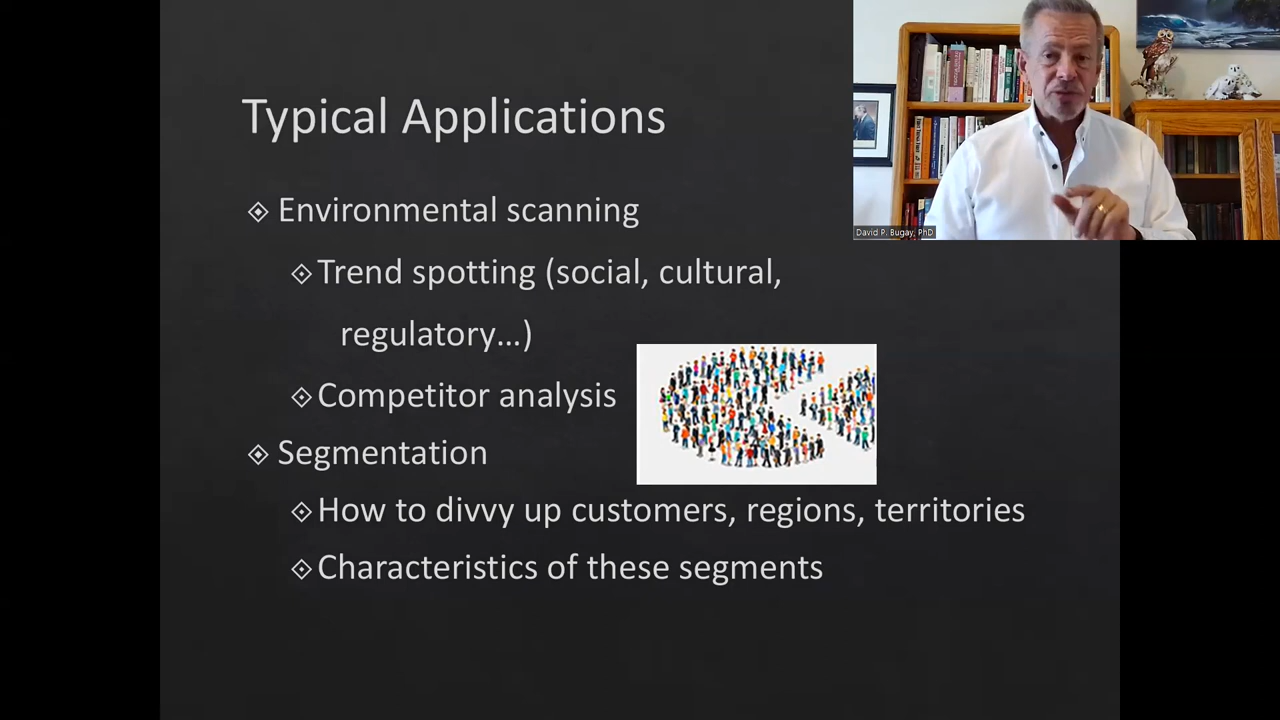 Typical Applications
Environmental scanning
Trend spotting (social, cultural,
regulatory...)
Competitor analysis
Segmentation
How to divvy up customers, regions, territories
Characteristics of these segments
David P. Bugay, PhD